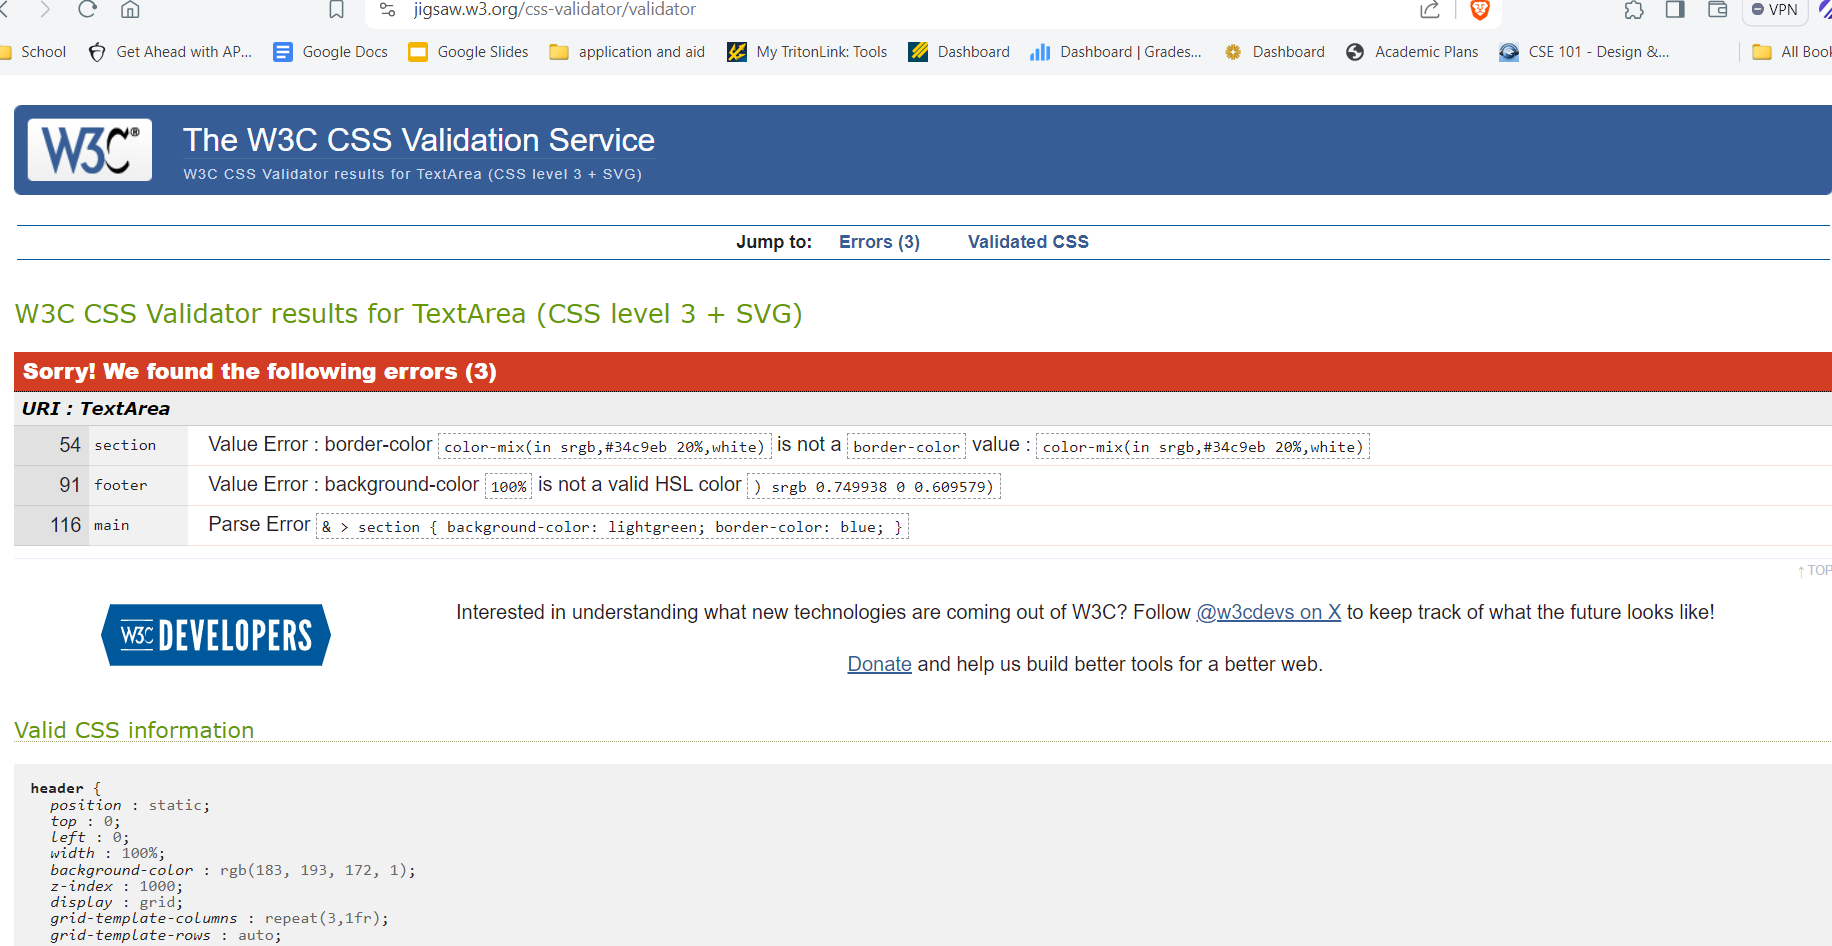 jigsaw.w3.org/css-validator/validator
VPN
School Get Ahead with AP... Google Docs Google Slides application and aid My TritonLink: Tools Dashboard Dashboard | Grades... Dashboard Academic Plans CSE 101 - Design &... All Book
W3C® The W3C CSS Validation Service
W3C CSS Validator results for TextArea (CSS level 3 + SVG)
Jump to: Errors (3) Validated CSS
W3C CSS Validator results for TextArea (CSS level 3 + SVG)
Sorry! We found the following errors (3)
URI : TextArea
54 section Value Error : border-color color-mix(in srgb,#34c9eb 20%,white) is not a border-color value : color-mix(in srgb,#34c9eb 20%,white)
91 footer Value Error : background-color 100% is not a valid HSL color ) srgb 0.749938 0 0.609579)
116 main Parse Error & > section { background-color: lightgreen; border-color: blue; }
↑ TOP
W3C DEVELOPERS
Interested in understanding what new technologies are coming out of W3C? Follow @w3cdevs on X to keep track of what the future looks like!
Donate and help us build better tools for a better web.
Valid CSS information
header {
position : static;
top : 0;
left : 0;
width : 100%;
background-color : rgb(183, 193, 172, 1);
z-index : 1000;
display : grid;
grid-template-columns : repeat(3,1fr);
grid-template-rows : auto;